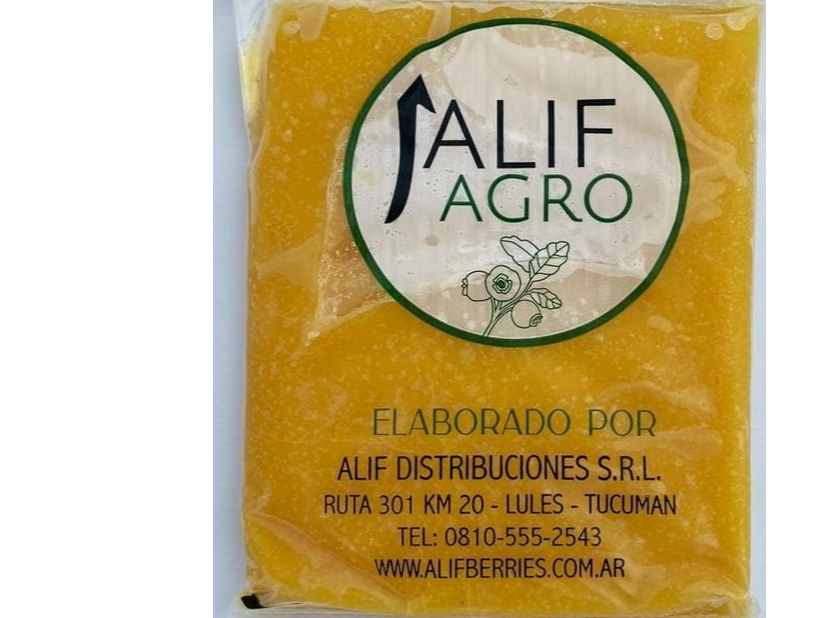 ALIF
AGRO
ELABORADO POR
ALIF DISTRIBUCIONES S.R.L.
RUTA 301 KM 20 - LULES - TUCUMAN
TEL: 0810-555-2543
WWW.ALIFBERRIES.COM.AR